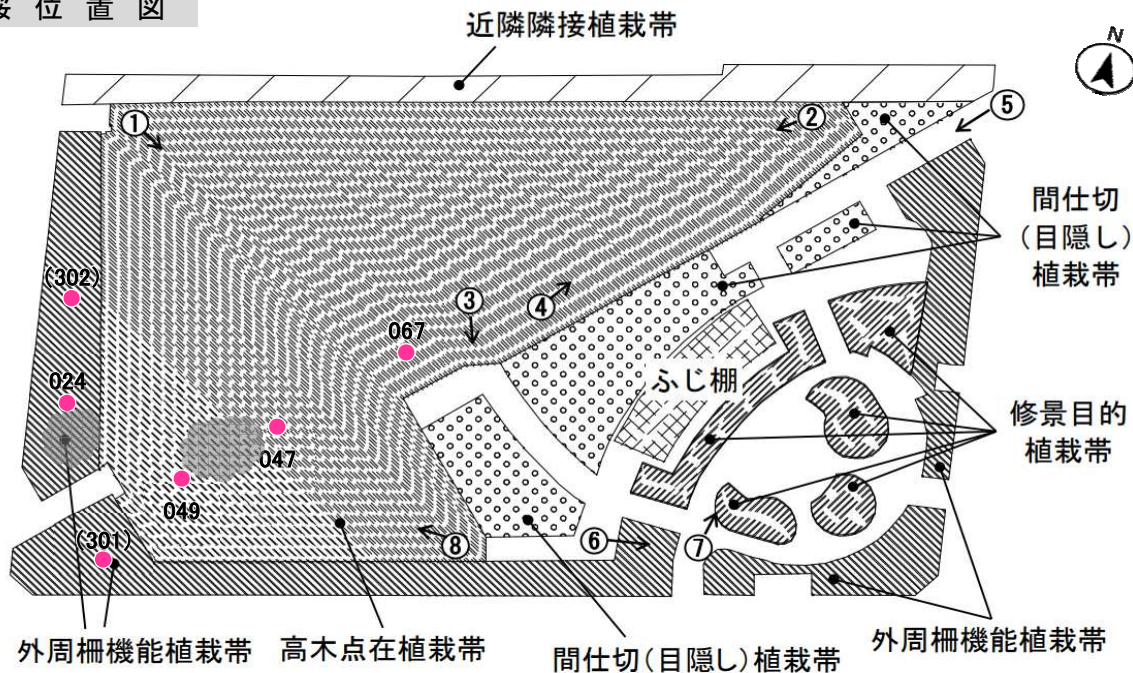 位 置 図
近隣隣接植栽帯
N
①
②
⑤
間仕切
(目隠し)
植栽帯
(302)
③
④
067
024
ふじ棚
修景目的
植栽帯
047
049
(301)
⑧
⑥
⑦
外周柵機能植栽帯
高木点在植栽帯
間仕切(目隠し)植栽帯
外周柵機能植栽帯